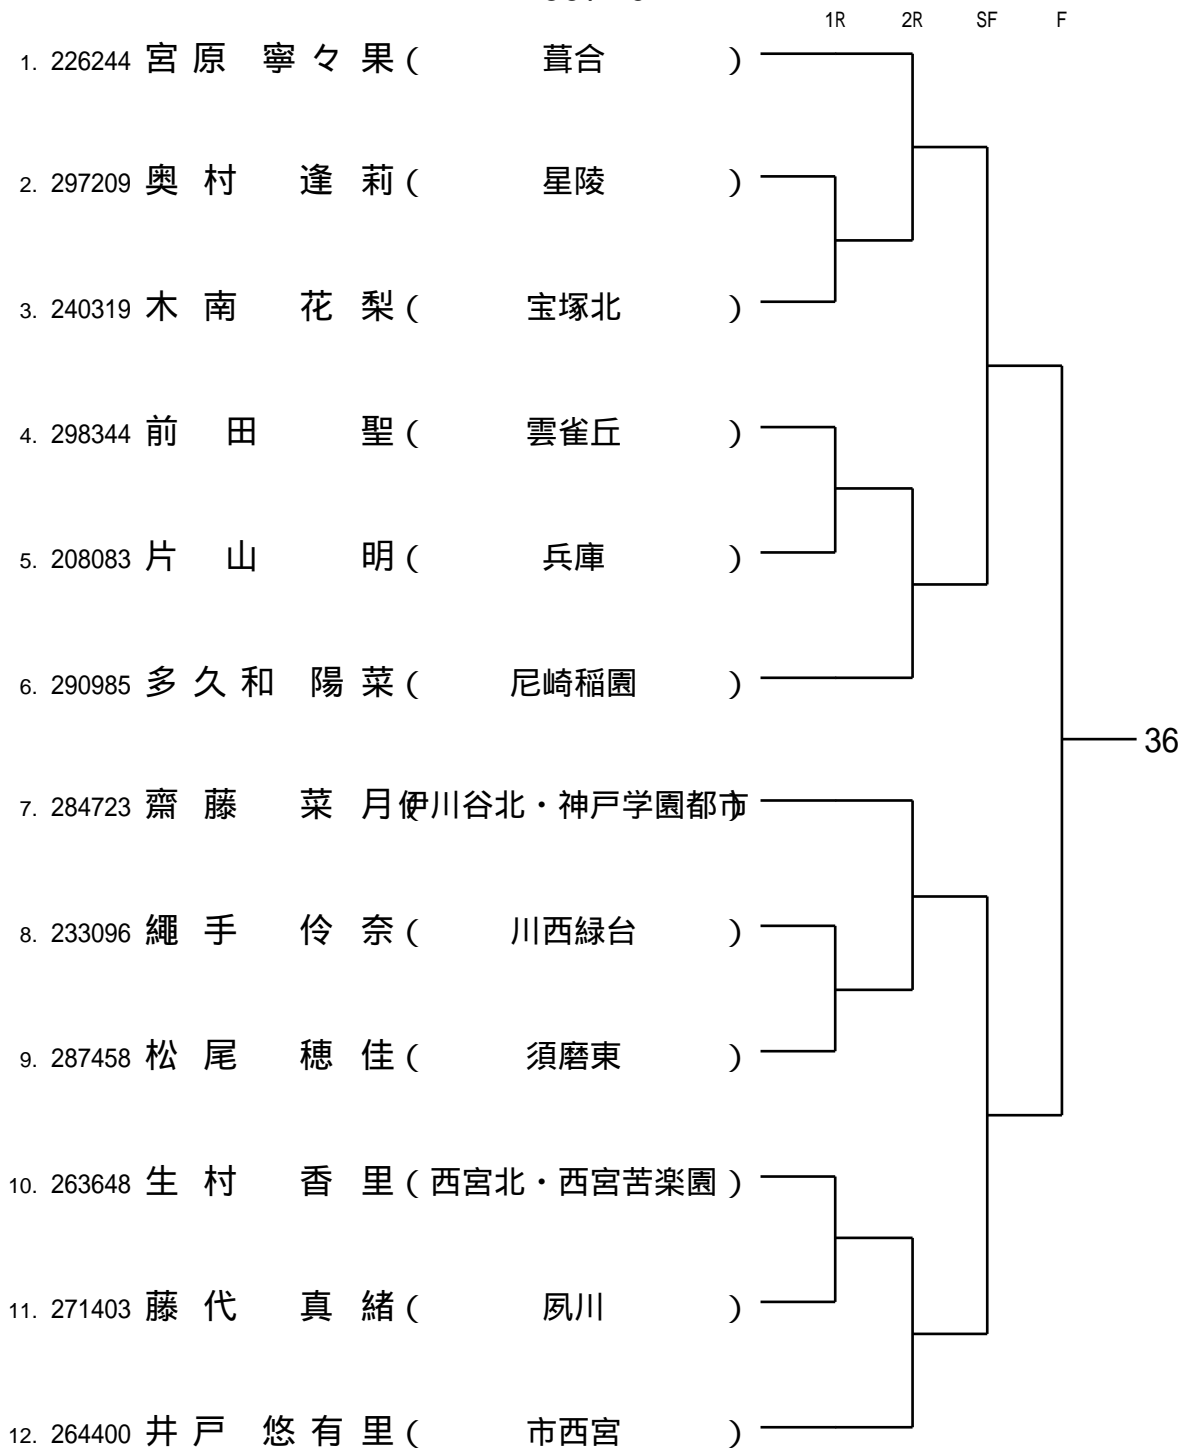 1R 2R SF F
1. 226244 宮原 寧々果 ( 葺合 )
2. 297209 奥村 逢莉 ( 星陵 )
3. 240319 木南 花梨 ( 宝塚北 )
4. 298344 前田 聖 ( 雲雀丘 )
5. 208083 片山 明 ( 兵庫 )
6. 290985 多久和 陽菜 ( 尼崎稲園 )
36
7. 284723 齋藤 菜月 ( 伊川谷北・神戸学園都市 )
8. 233096 繩手 伶奈 ( 川西緑台 )
9. 287458 松尾 穂佳 ( 須磨東 )
10. 263648 生村 香里 ( 西宮北・西宮苦楽園 )
11. 271403 藤代 真緒 ( 夙川 )
12. 264400 井戸 悠有里 ( 市西宮 )